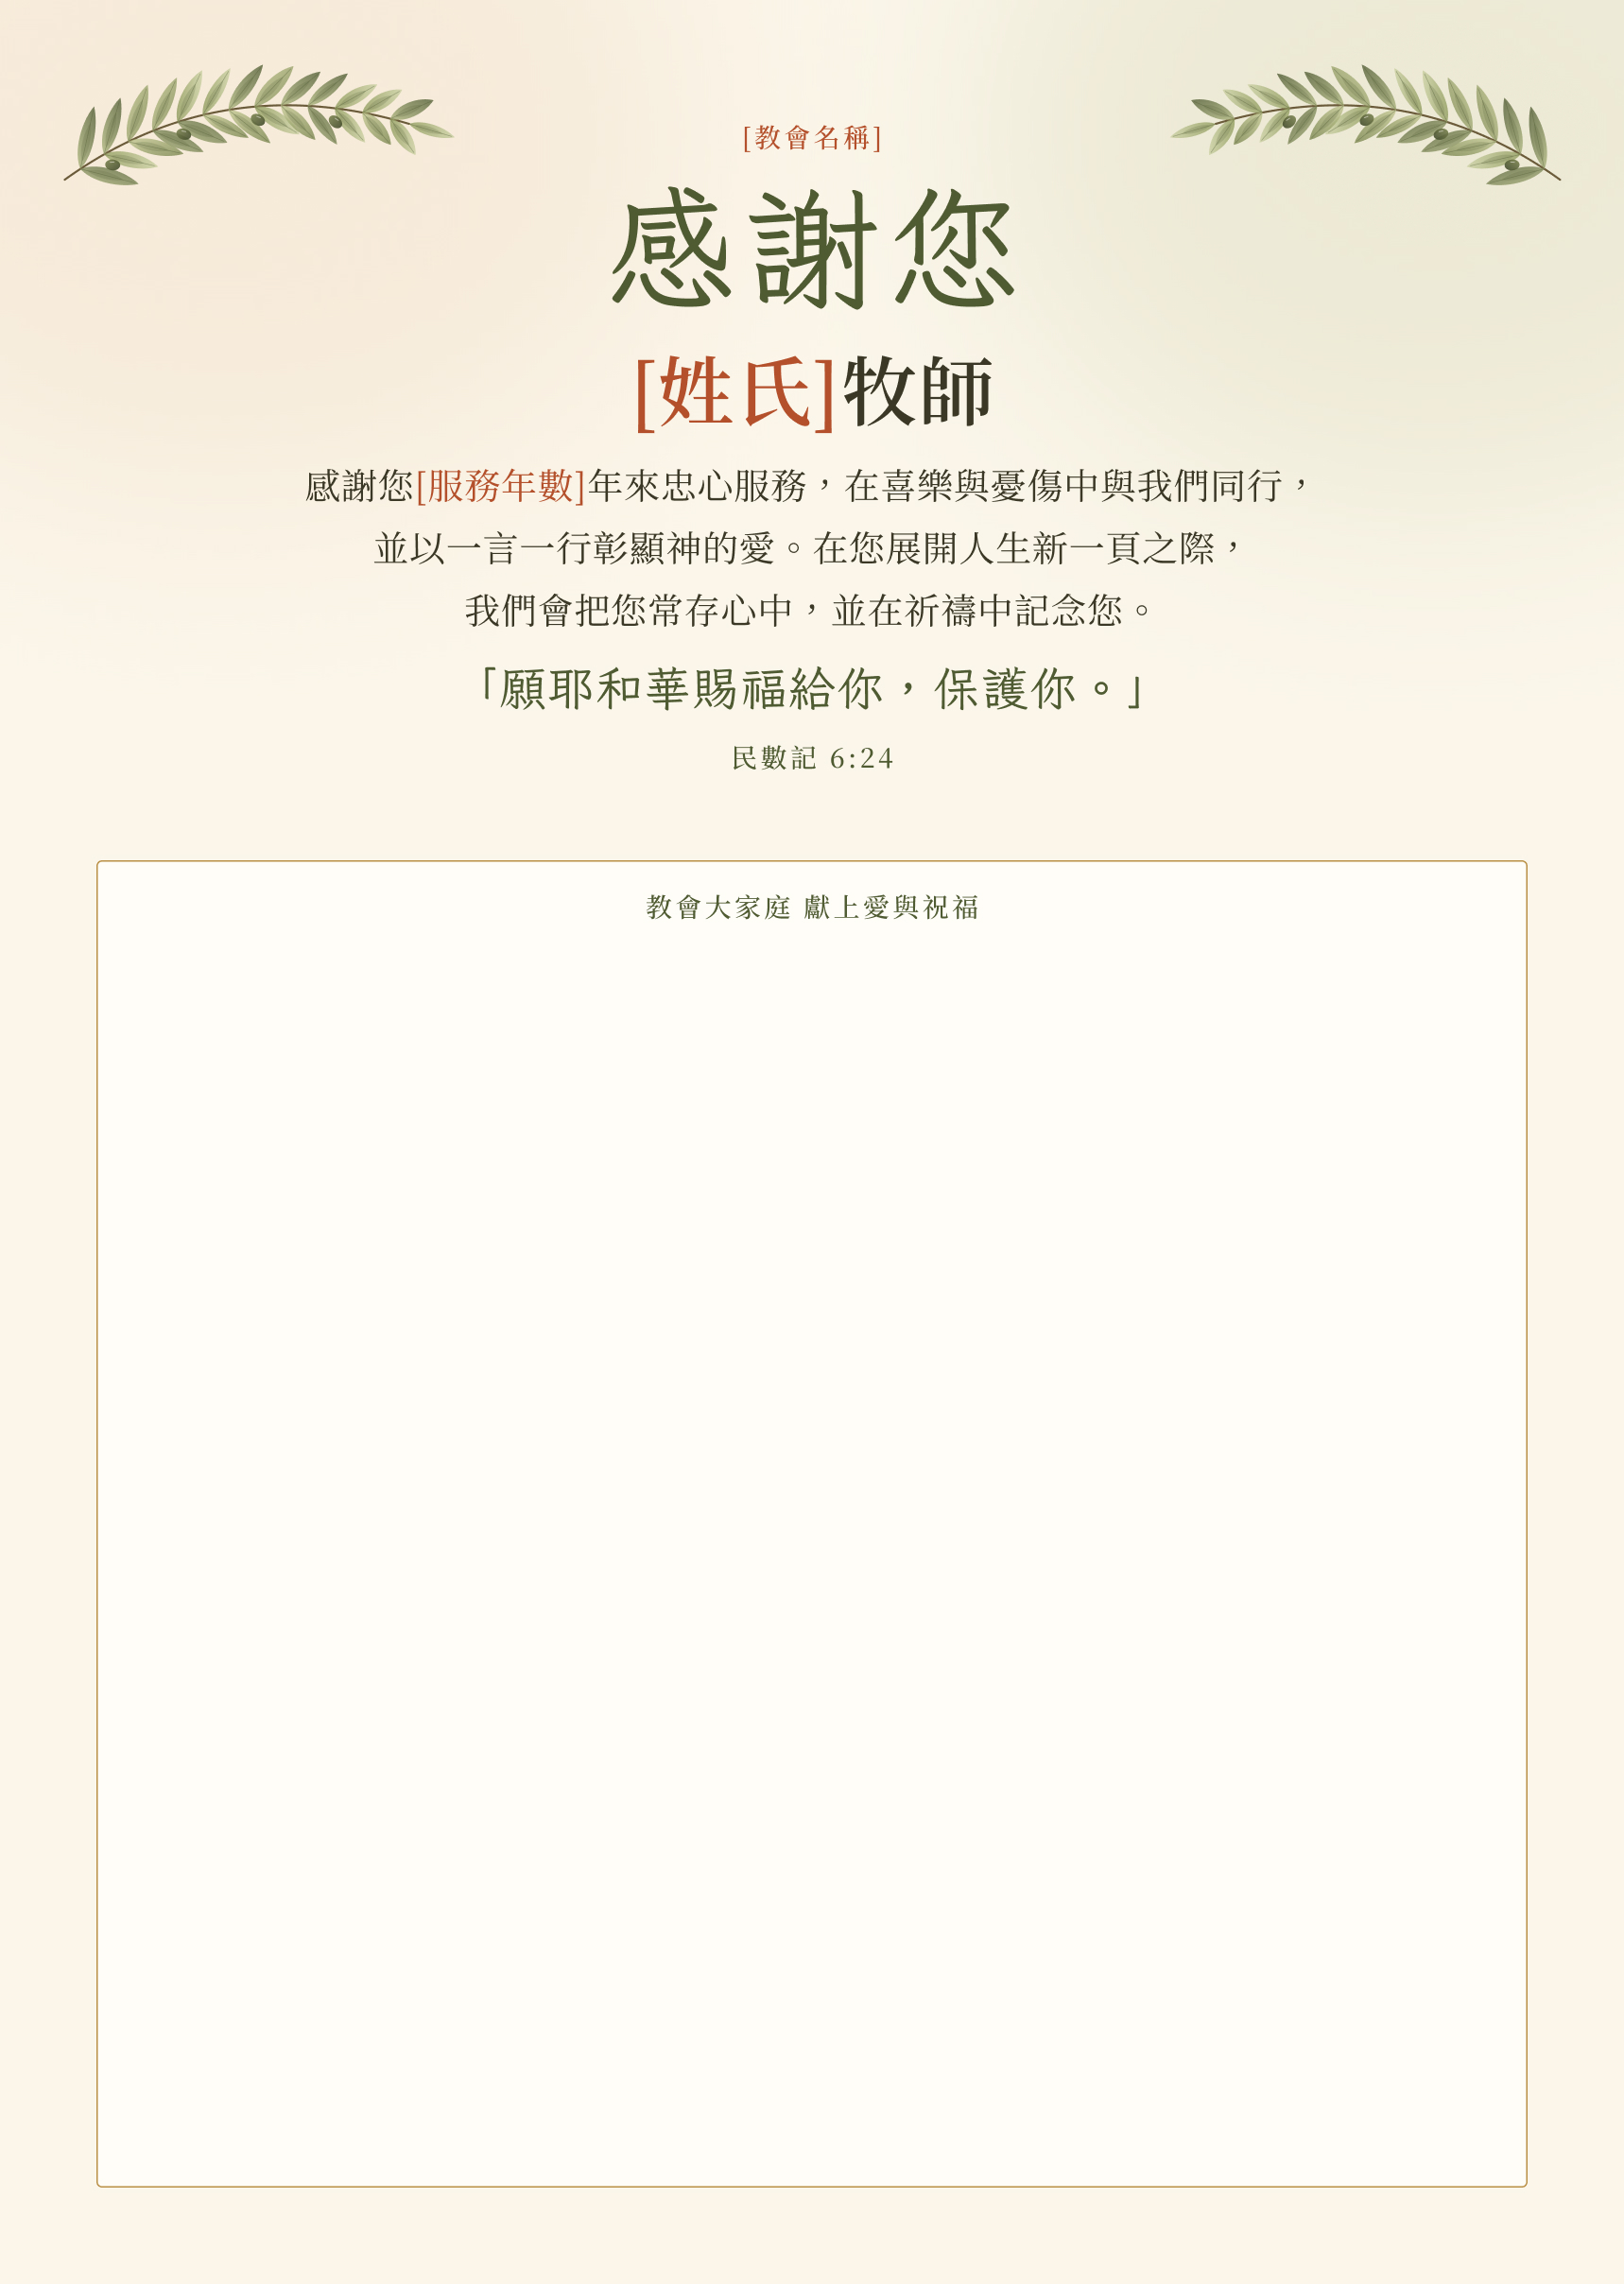 [教會名稱]
感謝您
[姓氏]牧師
感謝您[服務年數]年來忠心服務，在喜樂與憂傷中與我們同行，
並以一言一行彰顯神的愛。在您展開人生新一頁之際，
我們會把您常存心中，並在祈禱中記念您。
「願耶和華賜福給你，保護你。」
民數記 6:24
教會大家庭 獻上愛與祝福